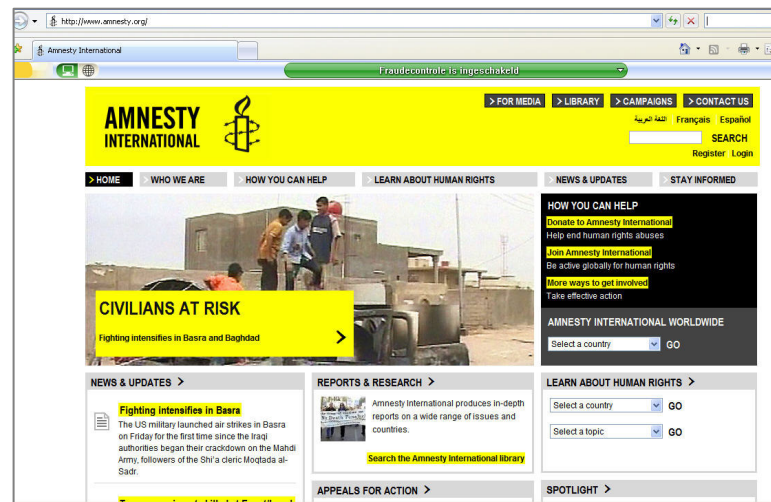 http://www.amnesty.org/
Amnesty International
Fraudecontrole is ingeschakeld
AMNESTY
INTERNATIONAL
> FOR MEDIA > LIBRARY > CAMPAIGNS > CONTACT US
اللغة العربية Français Español
SEARCH
Register Login
> HOME > WHO WE ARE > HOW YOU CAN HELP > LEARN ABOUT HUMAN RIGHTS > NEWS & UPDATES > STAY INFORMED
CIVILIANS AT RISK
Fighting intensifies in Basra and Baghdad
HOW YOU CAN HELP
Donate to Amnesty International
Help end human rights abuses
Join Amnesty International
Be active globally for human rights
More ways to get involved
Take effective action
AMNESTY INTERNATIONAL WORLDWIDE
Select a country GO
NEWS & UPDATES >
Fighting intensifies in Basra
The US military launched air strikes in Basra
on Friday for the first time since the Iraqi
authorities began their crackdown on the Mahdi
Army, followers of the Shi'a cleric Moqtada al-
Sadr.
REPORTS & RESEARCH >
Amnesty International produces in-depth
reports on a wide range of issues and
countries.
Search the Amnesty International library
APPEALS FOR ACTION >
LEARN ABOUT HUMAN RIGHTS >
Select a country GO
Select a topic GO
SPOTLIGHT >